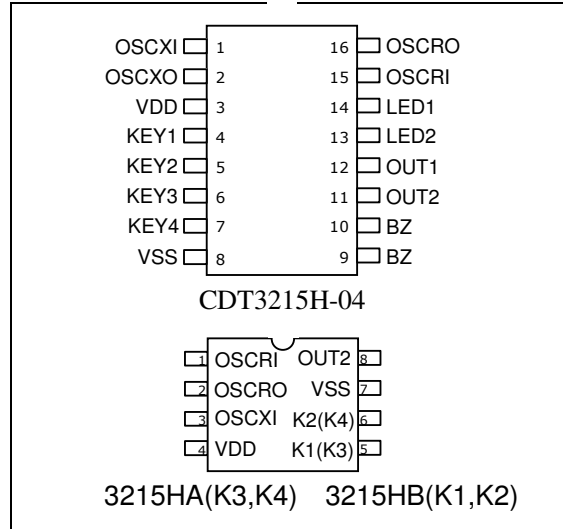 OSCXI 1 16 OSCRO
OSCXO 2 15 OSCRI
VDD 3 14 LED1
KEY1 4 13 LED2
KEY2 5 12 OUT1
KEY3 6 11 OUT2
KEY4 7 10 BZ
VSS 8 9 BZ
CDT3215H-04
1 OSCRI OUT2 8
2 OSCRO VSS 7
3 OSCXI K2(K4) 6
4 VDD K1(K3) 5
3215HA(K3,K4) 3215HB(K1,K2)